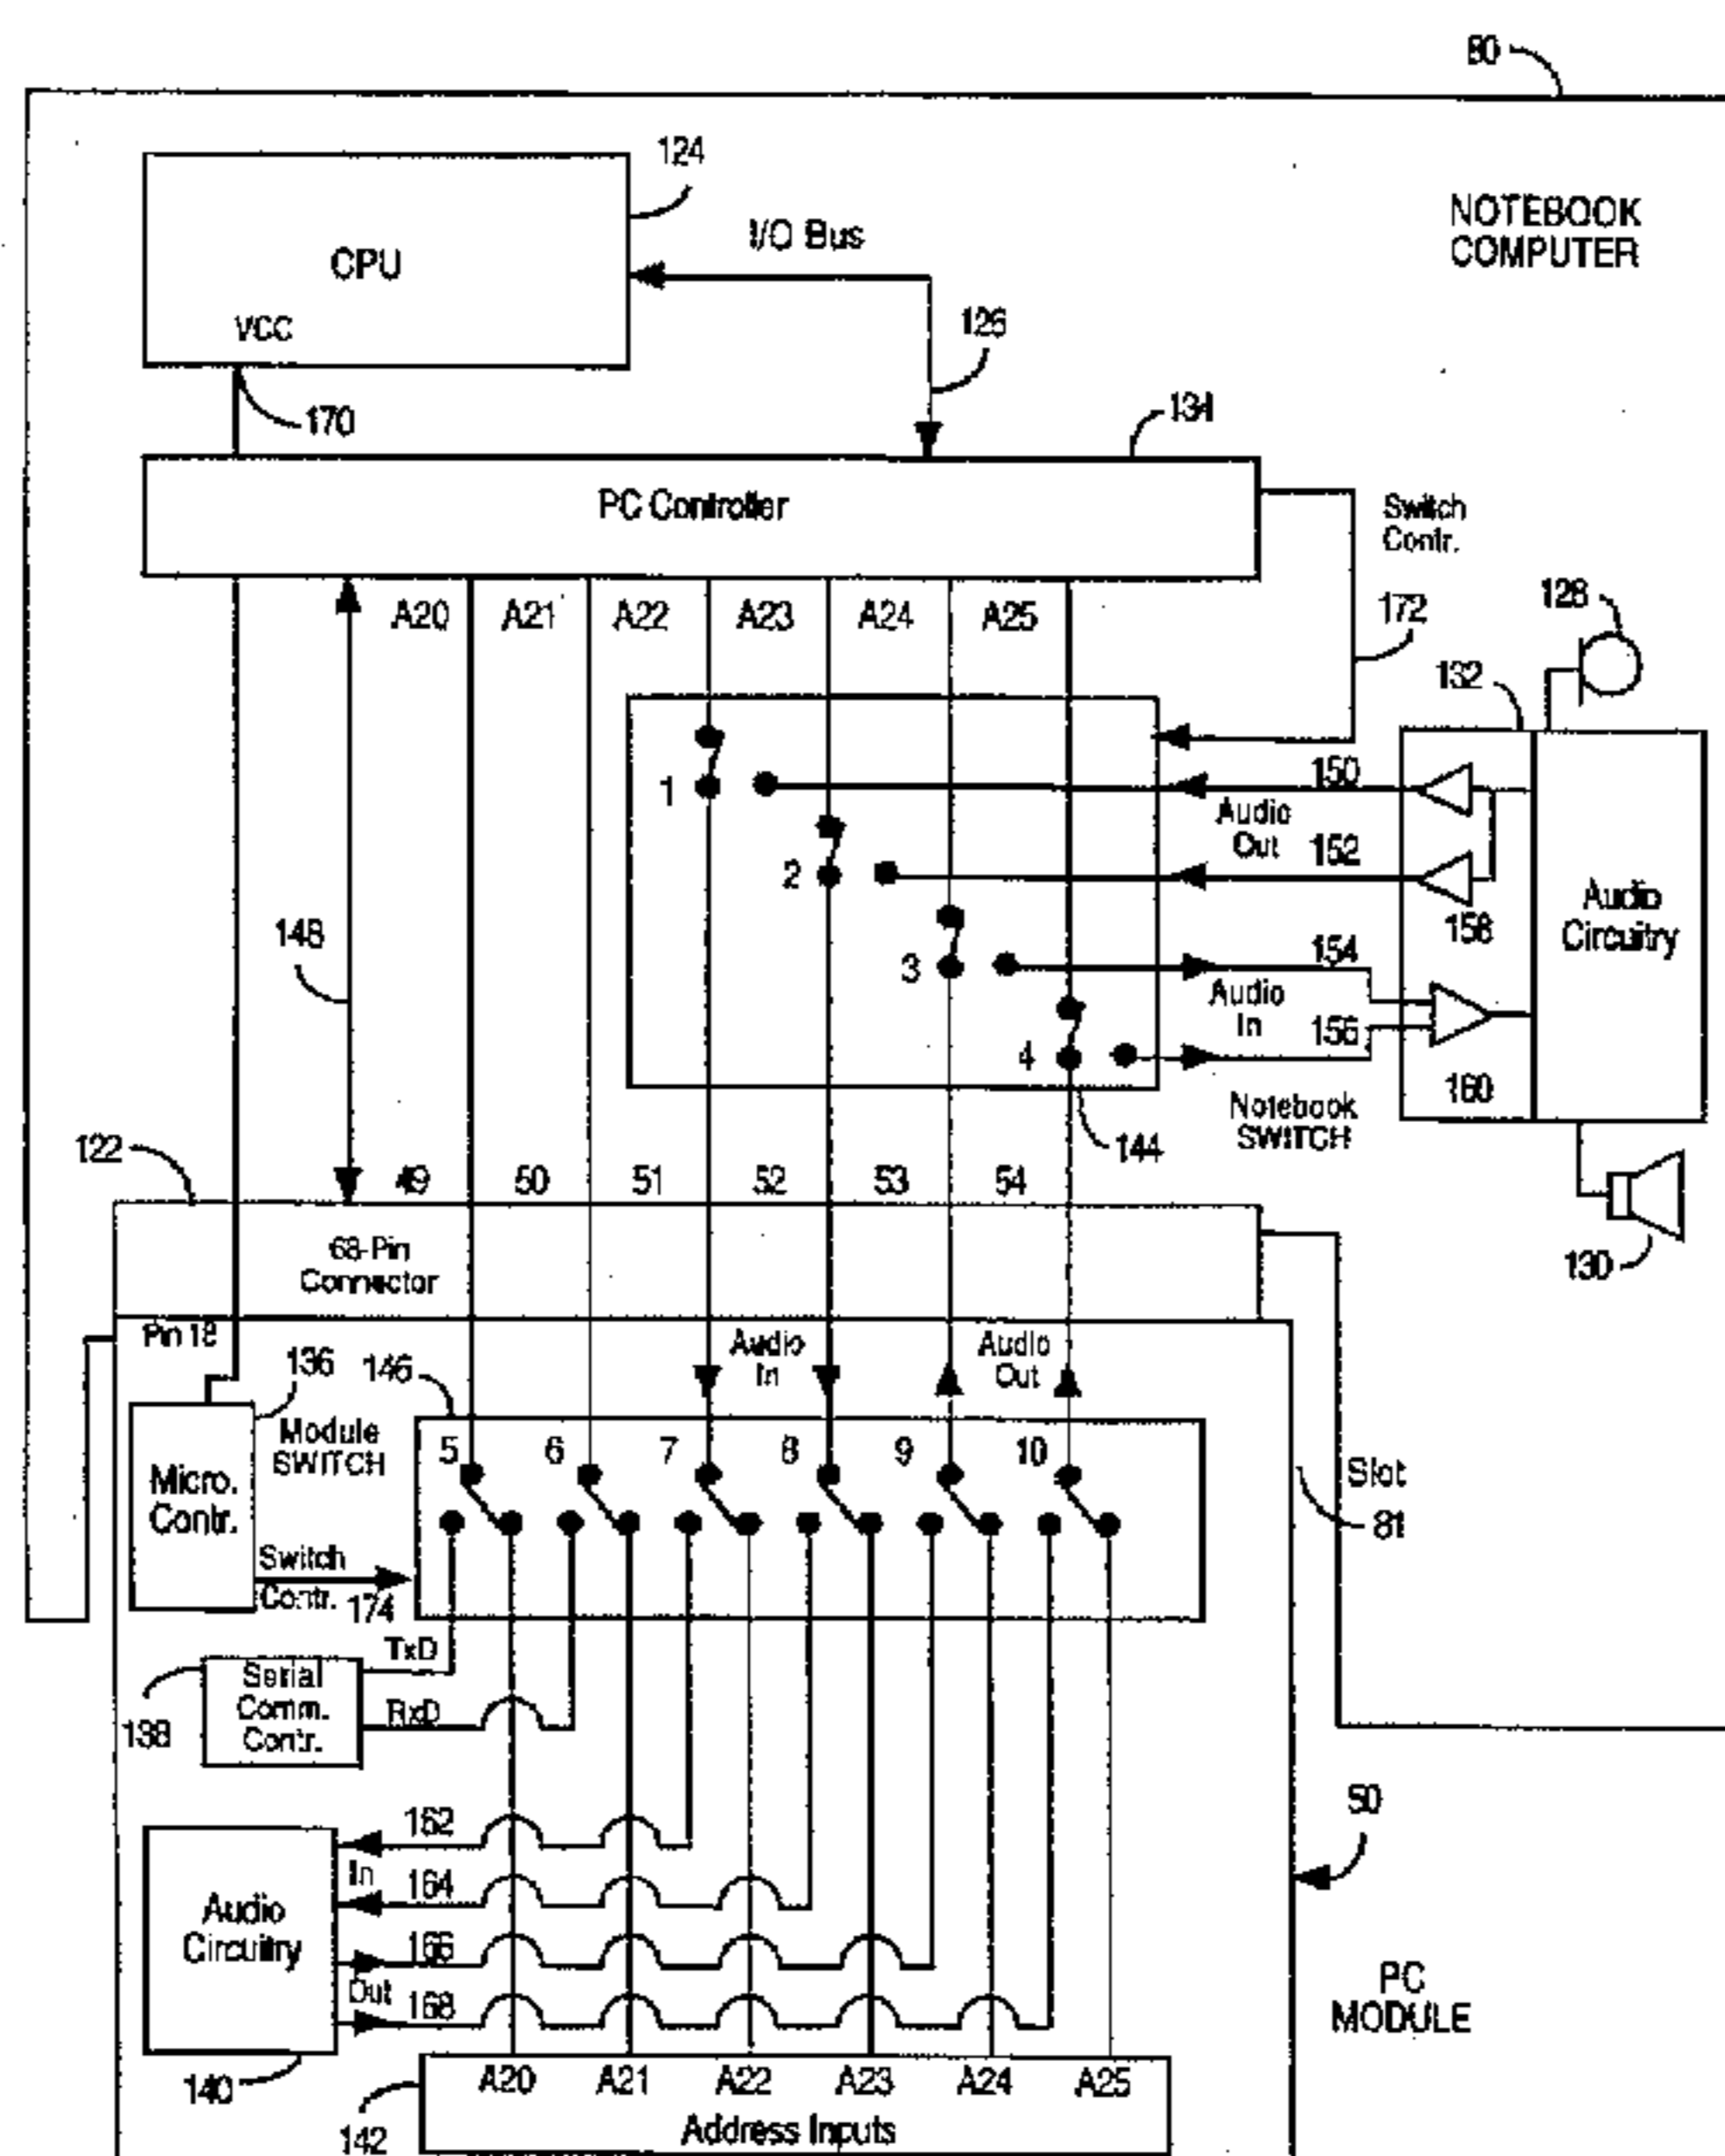 80
124
NOTEBOOK
COMPUTER
I/O Bus
CPU
VCC
126
170
134
PC Controller
Switch
Contr.
A20 A21 A22 A23 A24 A25
172
128
132
1
150
Audio
Out
152
2
Audio
Circuitry
158
148
3
154
Audio
In
156
4
160
Notebook
SWITCH
144
122
49 50 51 52 53 54
68-Pin
Connector
130
Pin 18
136
146
Audio
In
Audio
Out
Module
SWITCH
5 6 7 8 9 10
Micro.
Contr.
Slot
81
Switch
Contr. 174
TxD
Serial
Comm.
Contr.
RxD
138
162
In
164
50
Audio
Circuitry
166
Out
168
PC
MODULE
140
A20 A21 A22 A23 A24 A25
Address Inputs
142